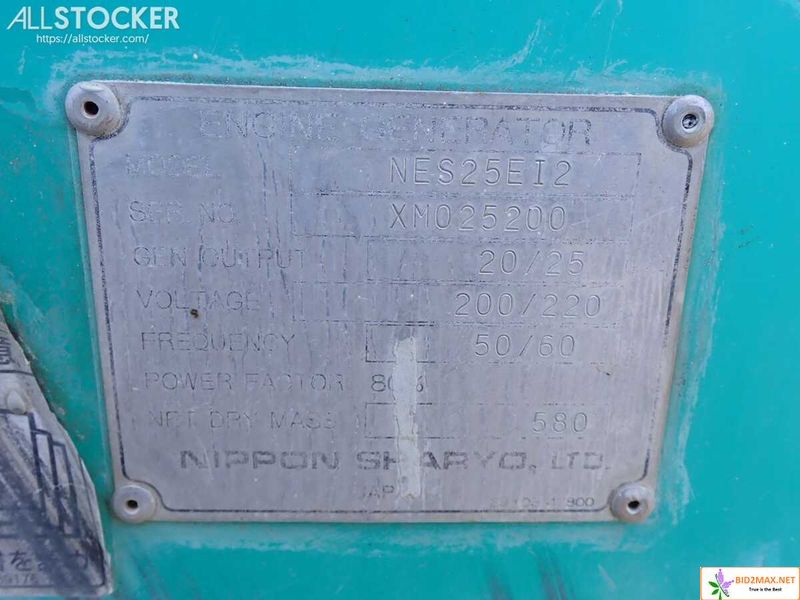 ALLSTOCKER
https://allstocker.com/
ENGINE GENERATOR
MODEL NES25EI2
SER. NO. XM025200
GEN. OUTPUT 20/25
VOLTAGE 200/220
FREQUENCY 50/60
POWER FACTOR 80%
NET DRY MASS 580
NIPPON SHARYO, LTD.
BID2MAX.NET
True is the Best